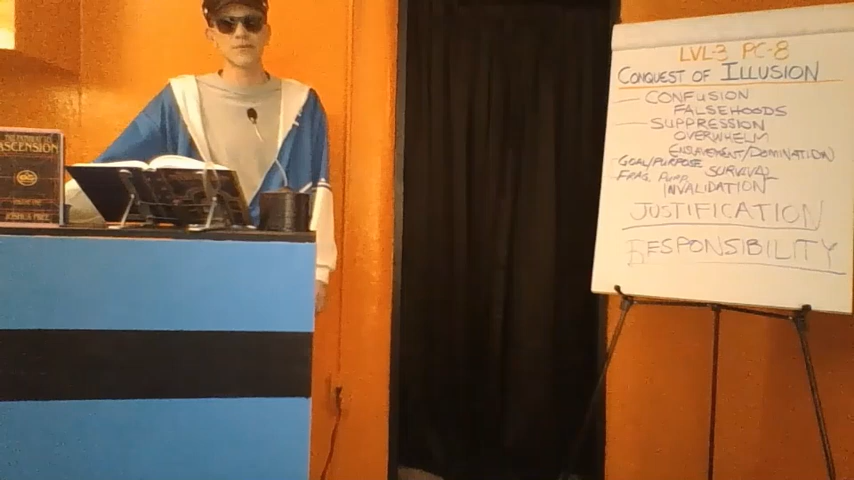 ASCENSION
LVL-3 PC-8
CONQUEST OF ILLUSION
— CONFUSION
FALSEHOODS
— SUPPRESSION
OVERWHELM
ENSLAVEMENT/DOMINATION
- GOAL/PURPOSE SURVIVAL
FRAG. PURP.
INVALIDATION
JUSTIFICATION
RESPONSIBILITY